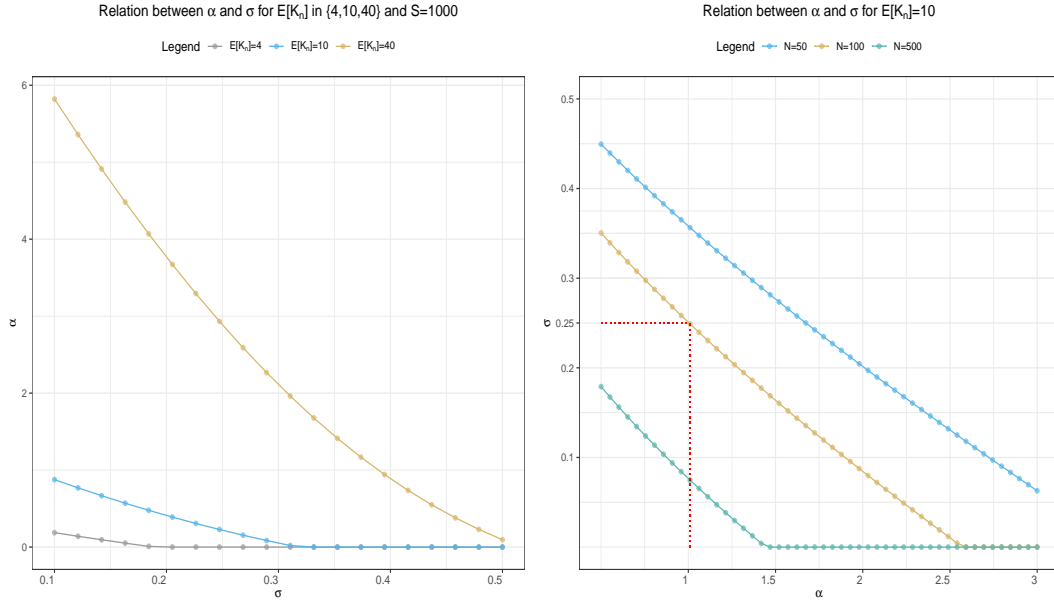 Relation between α and σ for E[Kₙ] in {4,10,40} and S=1000
Legend E[Kₙ]=4 E[Kₙ]=10 E[Kₙ]=40
6
4
2
0
α
0.1 0.2 0.3 0.4 0.5
σ
Relation between α and σ for E[Kₙ]=10
Legend N=50 N=100 N=500
0.5
0.4
0.3
0.25
0.2
0.1
σ
1 1.5 2 2.5 3
α